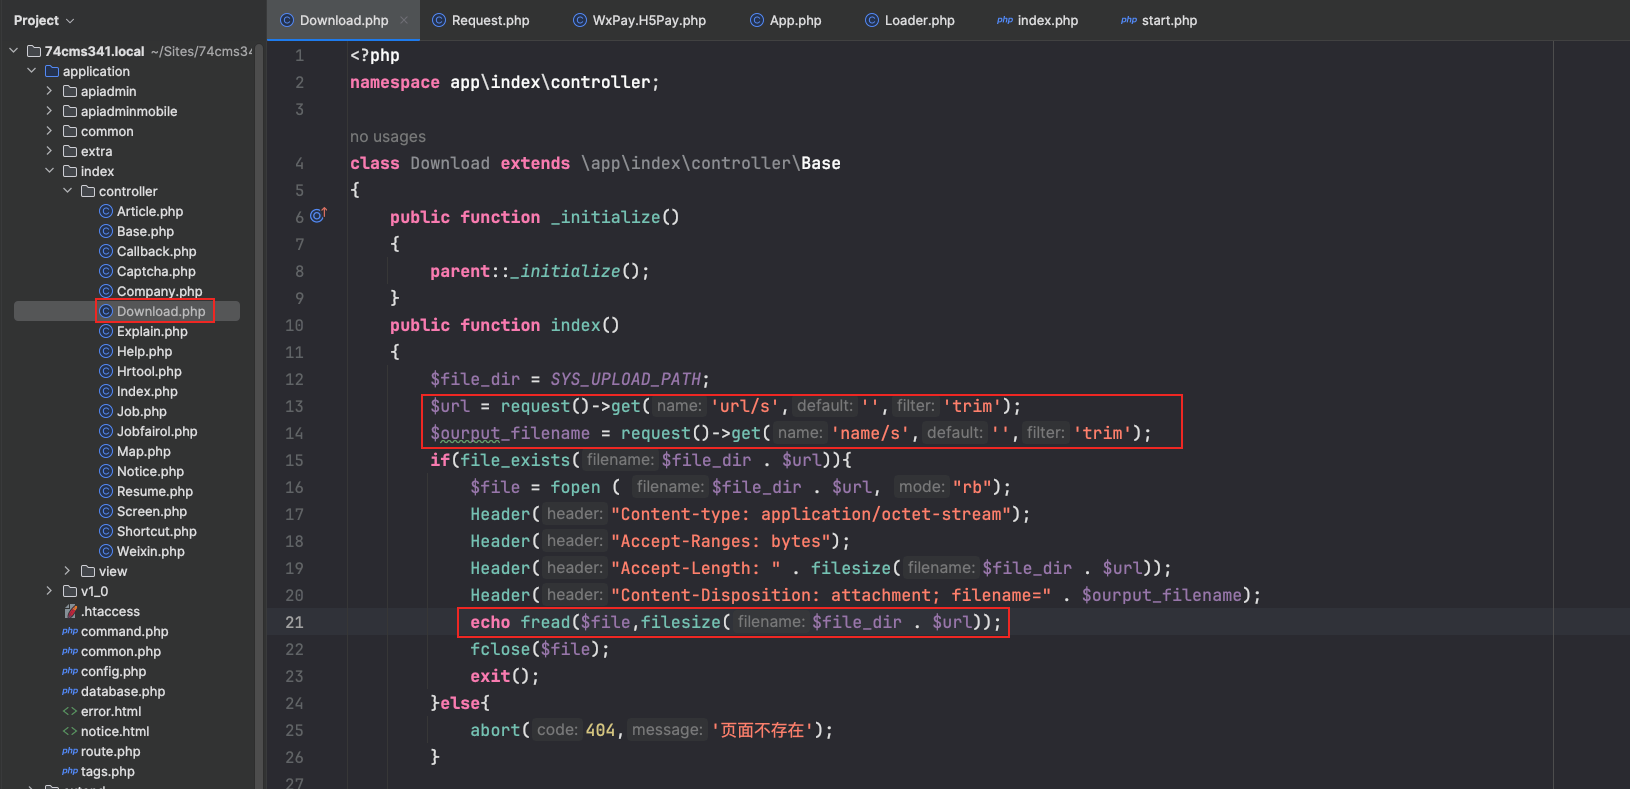 Project
74cms341.local ~/Sites/74cms34
application
apiadmin
apiadminmobile
common
extra
index
controller
Article.php
Base.php
Callback.php
Captcha.php
Company.php
Download.php
Explain.php
Help.php
Hrtool.php
Index.php
Job.php
Jobfairol.php
Map.php
Notice.php
Resume.php
Screen.php
Shortcut.php
Weixin.php
view
v1_0
.htaccess
php command.php
php common.php
php config.php
php database.php
<> error.html
<> notice.html
php route.php
php tags.php
Download.php Request.php WxPay.H5Pay.php App.php Loader.php php index.php php start.php
1 <?php
2 namespace app\index\controller;
3
no usages
4 class Download extends \app\index\controller\Base
5 {
6 public function _initialize()
7 {
8 parent::_initialize();
9 }
10 public function index()
11 {
12 $file_dir = SYS_UPLOAD_PATH;
13 $url = request()->get( name: 'url/s', default: '', filter: 'trim');
14 $ourput_filename = request()->get( name: 'name/s', default: '', filter: 'trim');
15 if(file_exists( filename: $file_dir . $url)){
16 $file = fopen ( filename: $file_dir . $url, mode: "rb");
17 Header( header: "Content-type: application/octet-stream");
18 Header( header: "Accept-Ranges: bytes");
19 Header( header: "Accept-Length: " . filesize( filename: $file_dir . $url));
20 Header( header: "Content-Disposition: attachment; filename=" . $ourput_filename);
21 echo fread($file,filesize( filename: $file_dir . $url));
22 fclose($file);
23 exit();
24 }else{
25 abort( code: 404, message: '页面不存在');
26 }
27